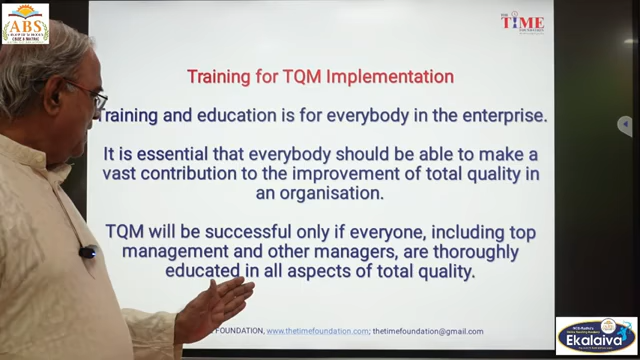 ABS
THE
TIME
FOUNDATION
Training for TQM Implementation
Training and education is for everybody in the enterprise.
It is essential that everybody should be able to make a
vast contribution to the improvement of total quality in
an organisation.
TQM will be successful only if everyone, including top
management and other managers, are thoroughly
educated in all aspects of total quality.
FOUNDATION, www.thetimefoundation.com; thetimefoundation@gmail.com
Ekalaiva